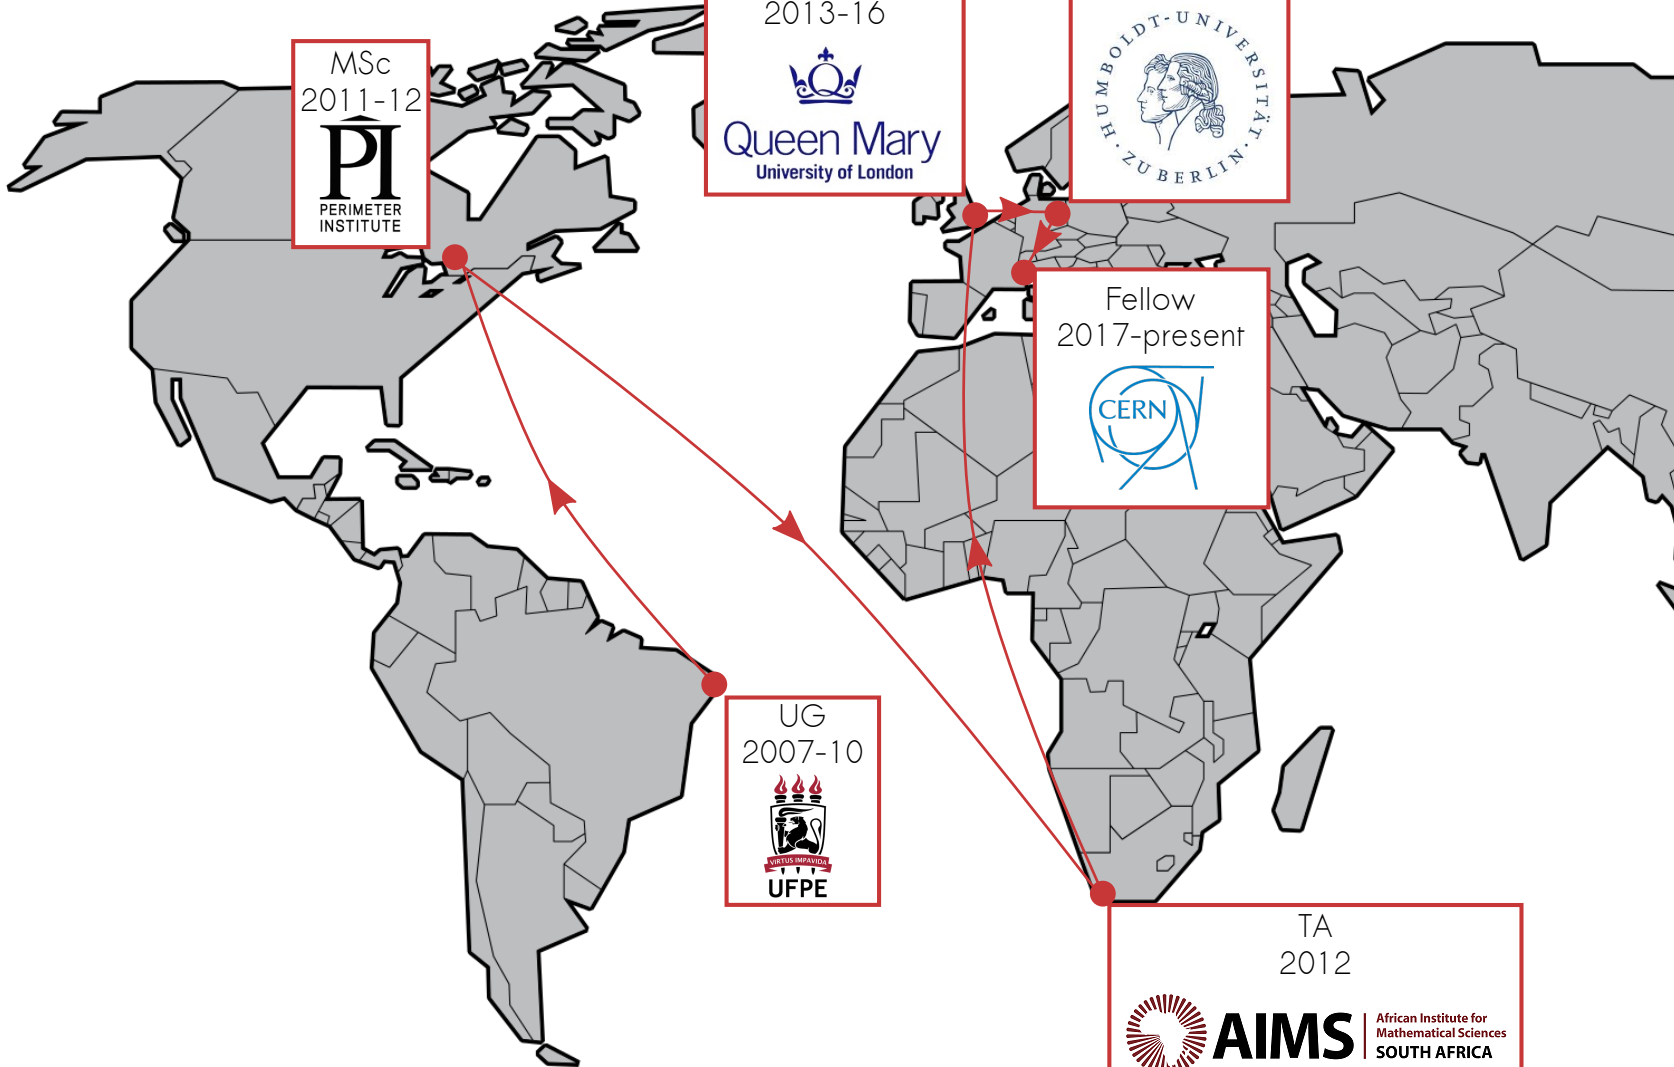 2013-16
Queen Mary
University of London
HUMBOLDT-UNIVERSITÄT
· ZU BERLIN ·
MSc
2011-12
PI
PERIMETER
INSTITUTE
Fellow
2017-present
CERN
UG
2007-10
VIRTUS IMPAVIDA
UFPE
TA
2012
AIMS
African Institute for
Mathematical Sciences
SOUTH AFRICA